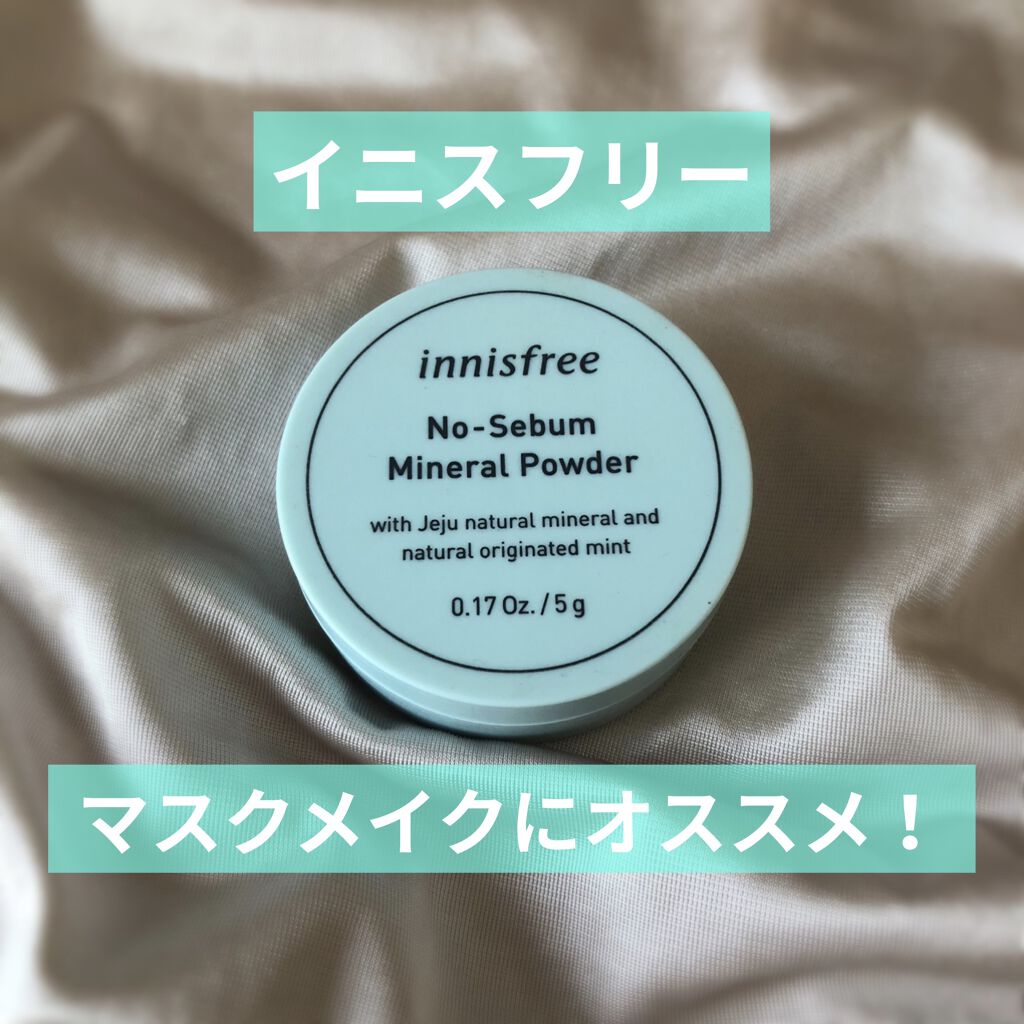 イニスフリー
innisfree
No-Sebum
Mineral Powder
with Jeju natural mineral and
natural originated mint
0.17 Oz. / 5 g
マスクメイクにオススメ！